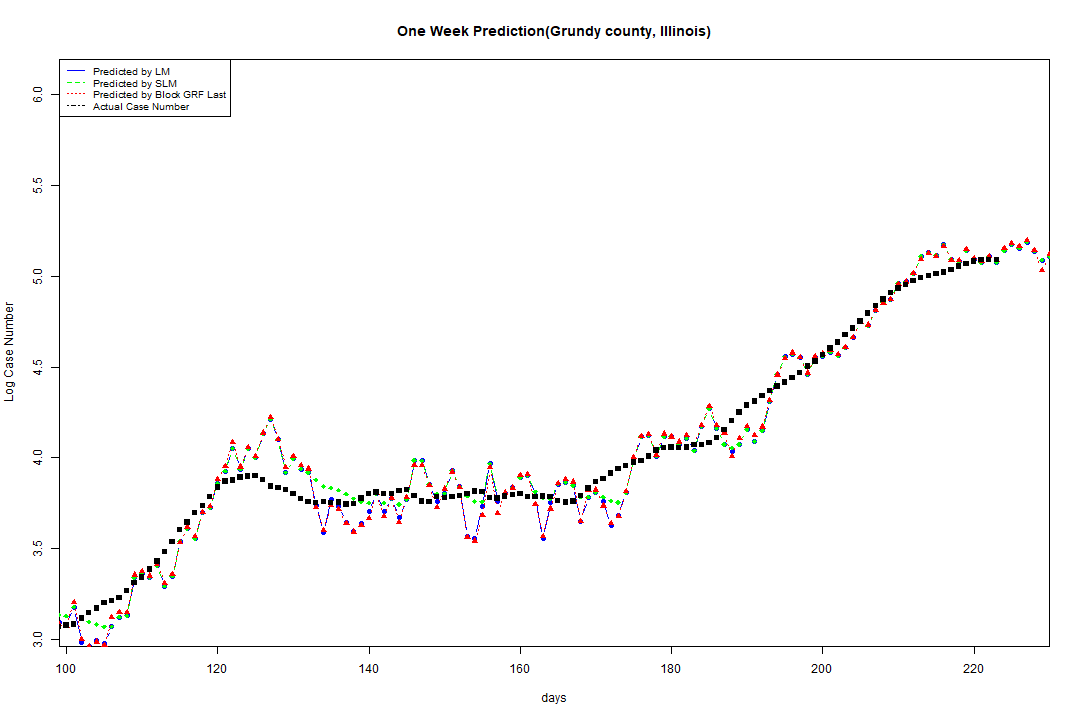 One Week Prediction(Grundy county, Illinois)
Predicted by LM
Predicted by SLM
Predicted by Block GRF Last
Actual Case Number
Log Case Number
6.0
5.5
5.0
4.5
4.0
3.5
3.0
100 120 140 160 180 200 220
days